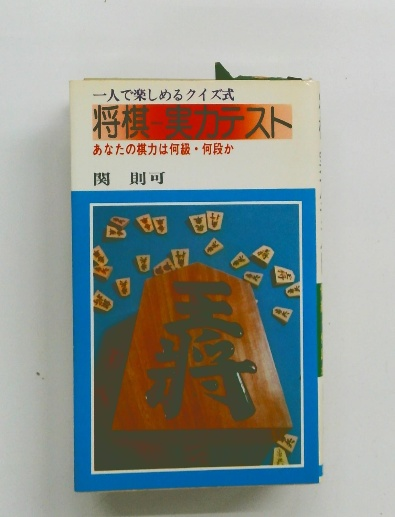 一人で楽しめるクイズ式
将棋-実力テスト
あなたの棋力は何級・何段か
関 則可
王将